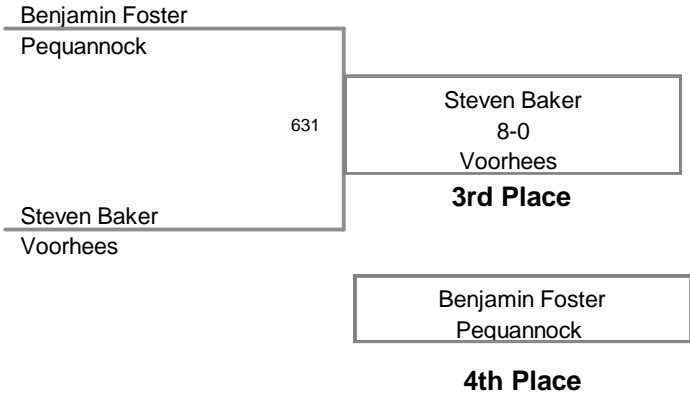 Benjamin Foster
Pequannock
631
Steven Baker
8-0
Voorhees
3rd Place
Steven Baker
Voorhees
Benjamin Foster
Pequannock
4th Place